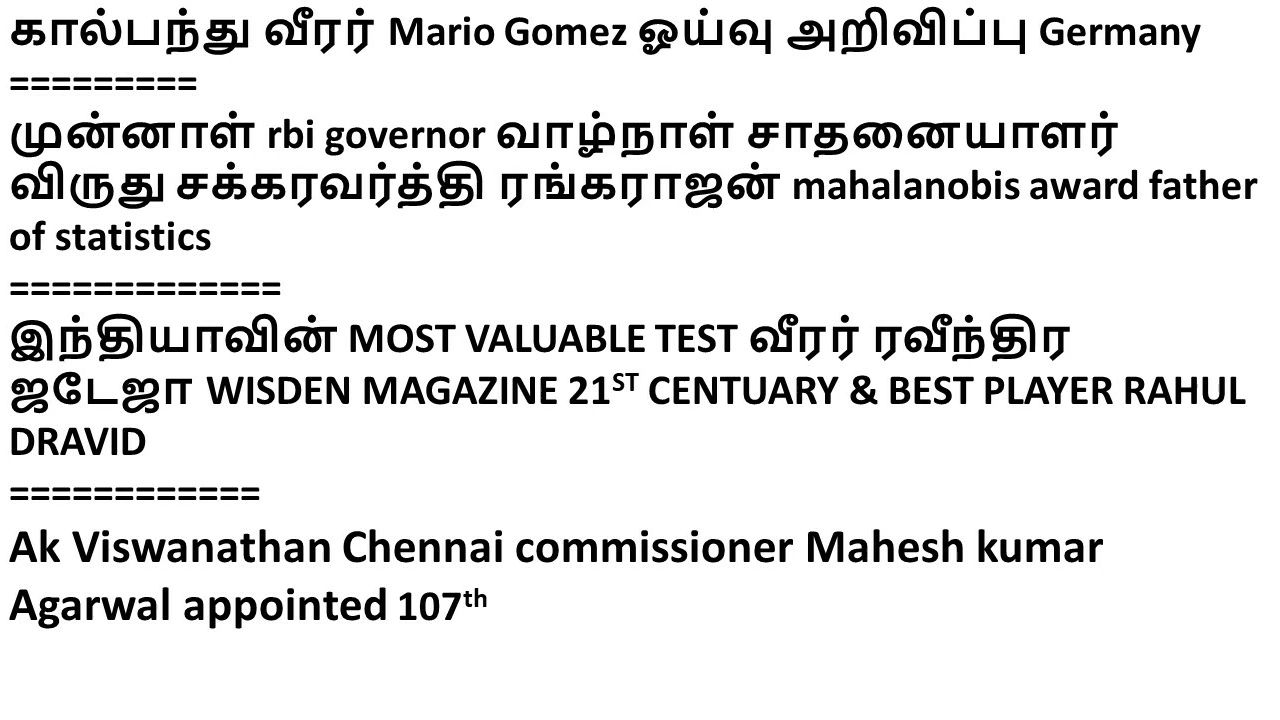 கால்பந்து வீரர் Mario Gomez ஓய்வு அறிவிப்பு Germany
=========
முன்னாள் rbi governor வாழ்நாள் சாதனையாளர்
விருது சக்கரவர்த்தி ரங்கராஜன் mahalanobis award father
of statistics
=============
இந்தியாவின் MOST VALUABLE TEST வீரர் ரவீந்திர
ஜடேஜா WISDEN MAGAZINE 21ST CENTUARY & BEST PLAYER RAHUL
DRAVID
============
Ak Viswanathan Chennai commissioner Mahesh kumar
Agarwal appointed 107th